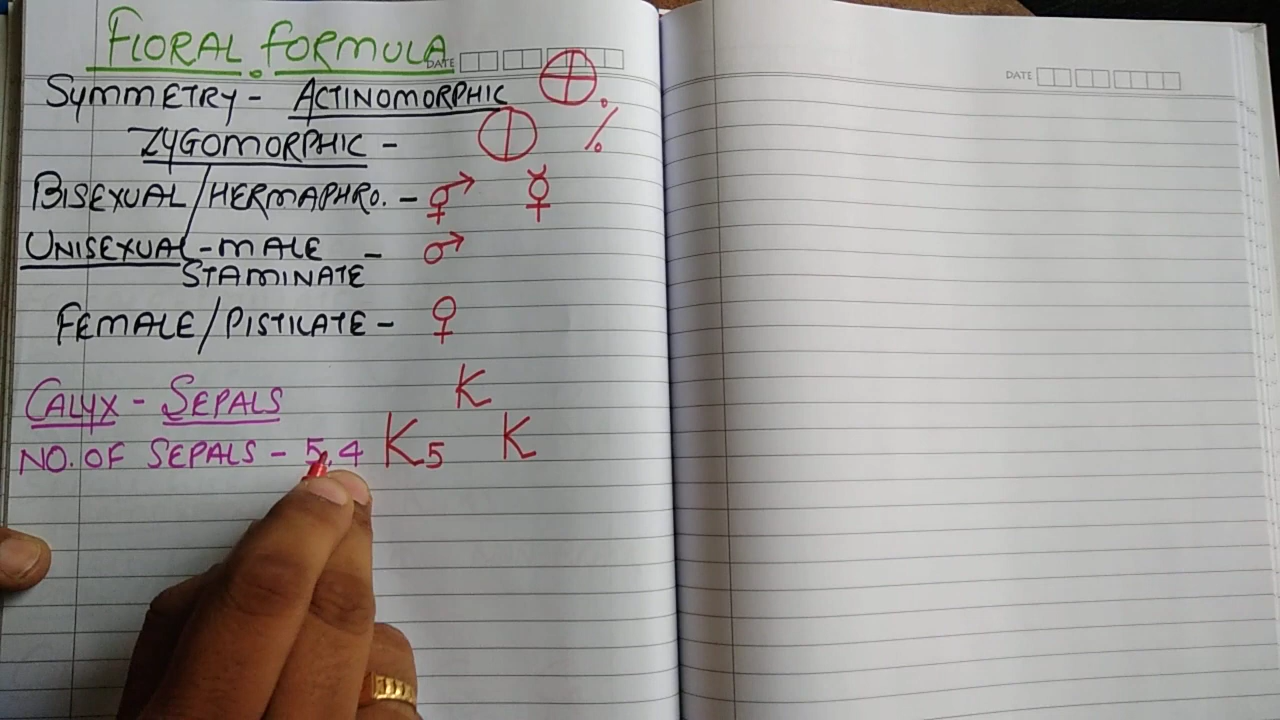 FLORAL FORMULA
DATE
SYMMETRY - ACTINOMORPHIC ⊕
ZYGOMORPHIC - ⦶ %
BISEXUAL/HERMAPHRO. - ⚥ ☿
UNISEXUAL - MALE - ♂
STAMINATE
FEMALE/PISTILATE - ♀
CALYX - SEPALS K
NO. OF SEPALS - 5,4 K5 K
DATE